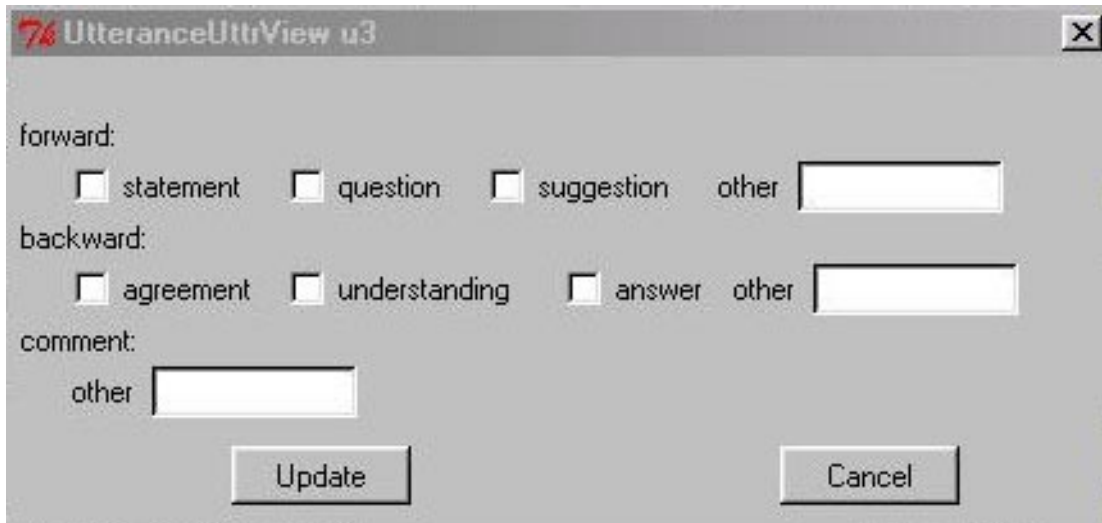 UtteranceUttrView u3
forward:
statement question suggestion other
backward:
agreement understanding answer other
comment:
other
Update Cancel